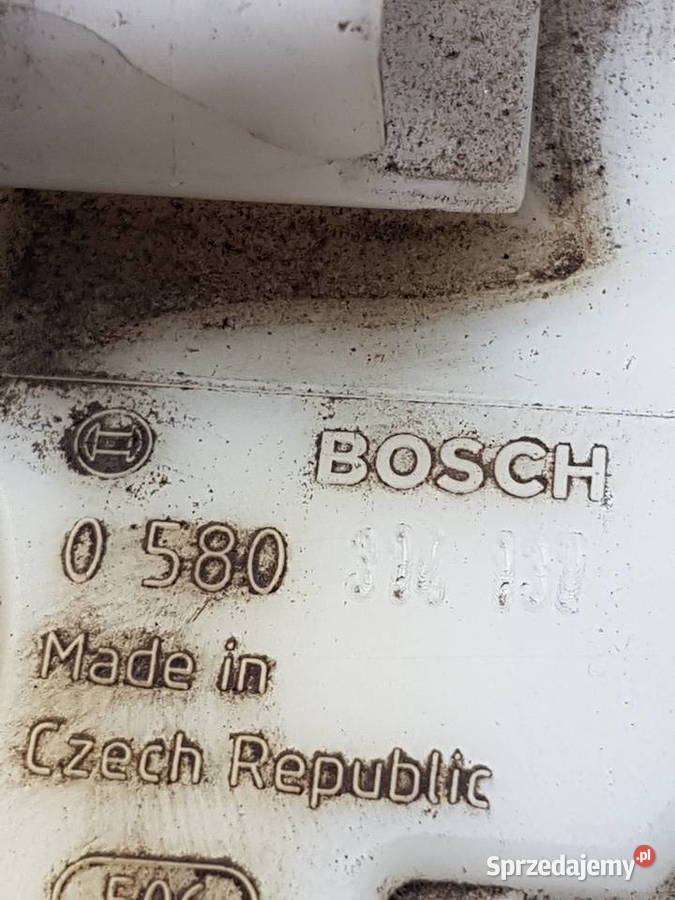 BOSCH
0 580
Made in
Czech Republic
Sprzedajemy.pl